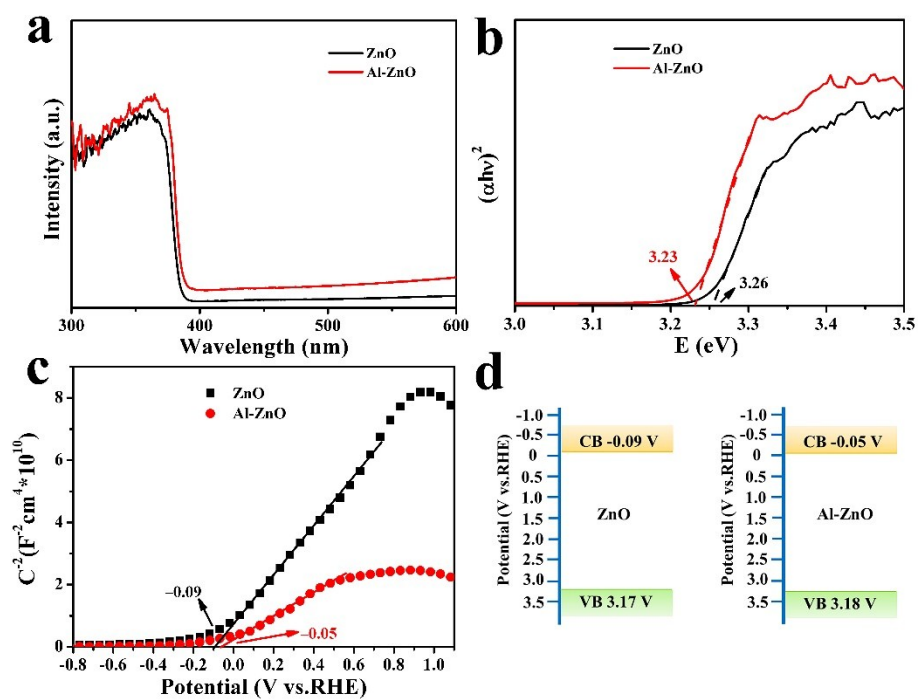 a
ZnO
Al-ZnO
Intensity (a.u.)
300 400 500 600
Wavelength (nm)
b
ZnO
Al-ZnO
(αhν)²
3.23
3.26
3.0 3.1 3.2 3.3 3.4 3.5
E (eV)
c
ZnO
Al-ZnO
C⁻²(F⁻²cm⁴*10¹⁰)
8
6
4
2
0
–0.09
–0.05
-0.8 -0.6 -0.4 -0.2 0.0 0.2 0.4 0.6 0.8 1.0
Potential (V vs.RHE)
d
Potential (V vs.RHE)
-1.0
-0.5
0
0.5
1.0
1.5
2.0
2.5
3.0
3.5
CB -0.09 V
ZnO
VB 3.17 V
Potential (V vs.RHE)
-1.0
-0.5
0
0.5
1.0
1.5
2.0
2.5
3.0
3.5
CB -0.05 V
Al-ZnO
VB 3.18 V